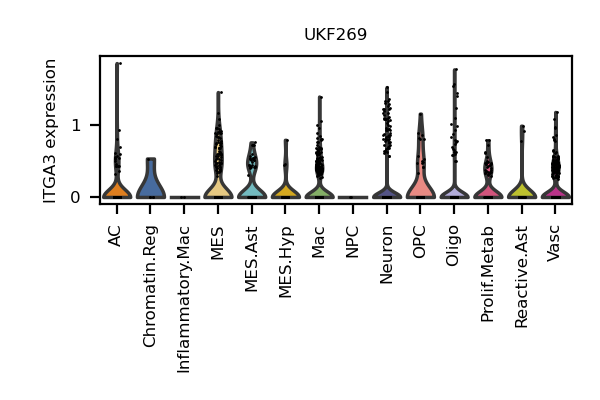 UKF269
ITGA3 expression
1
0
AC
Chromatin.Reg
Inflammatory.Mac
MES
MES.Ast
MES.Hyp
Mac
NPC
Neuron
OPC
Oligo
Prolif.Metab
Reactive.Ast
Vasc